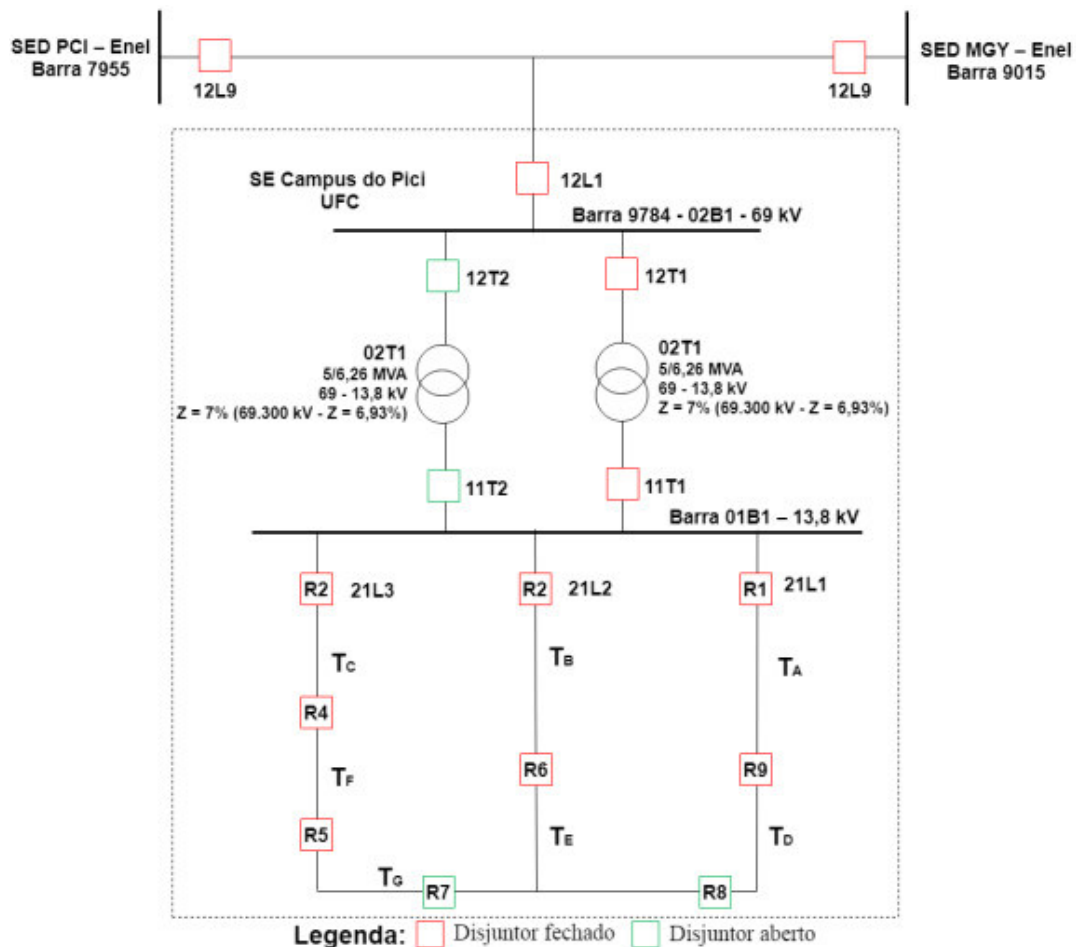 SED PCI – Enel
Barra 7955
12L9
SED MGY – Enel
Barra 9015
12L9
SE Campus do Pici
UFC
12L1
Barra 9784 - 02B1 - 69 kV
12T2
12T1
02T1
5/6,26 MVA
69 - 13,8 kV
Z = 7% (69.300 kV - Z = 6,93%)
02T1
5/6,26 MVA
69 - 13,8 kV
Z = 7% (69.300 kV - Z = 6,93%)
11T2
11T1
Barra 01B1 – 13,8 kV
R2 21L3
R2 21L2
R1 21L1
TC
TB
TA
R4
R6
R9
TF
R5
TE
TD
TG
R7
R8
Legenda: Disjuntor fechado Disjuntor aberto